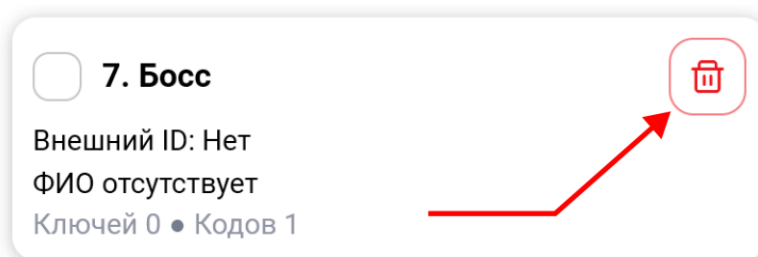 7. Босс
Внешний ID: Нет
ФИО отсутствует
Ключей 0 ● Кодов 1